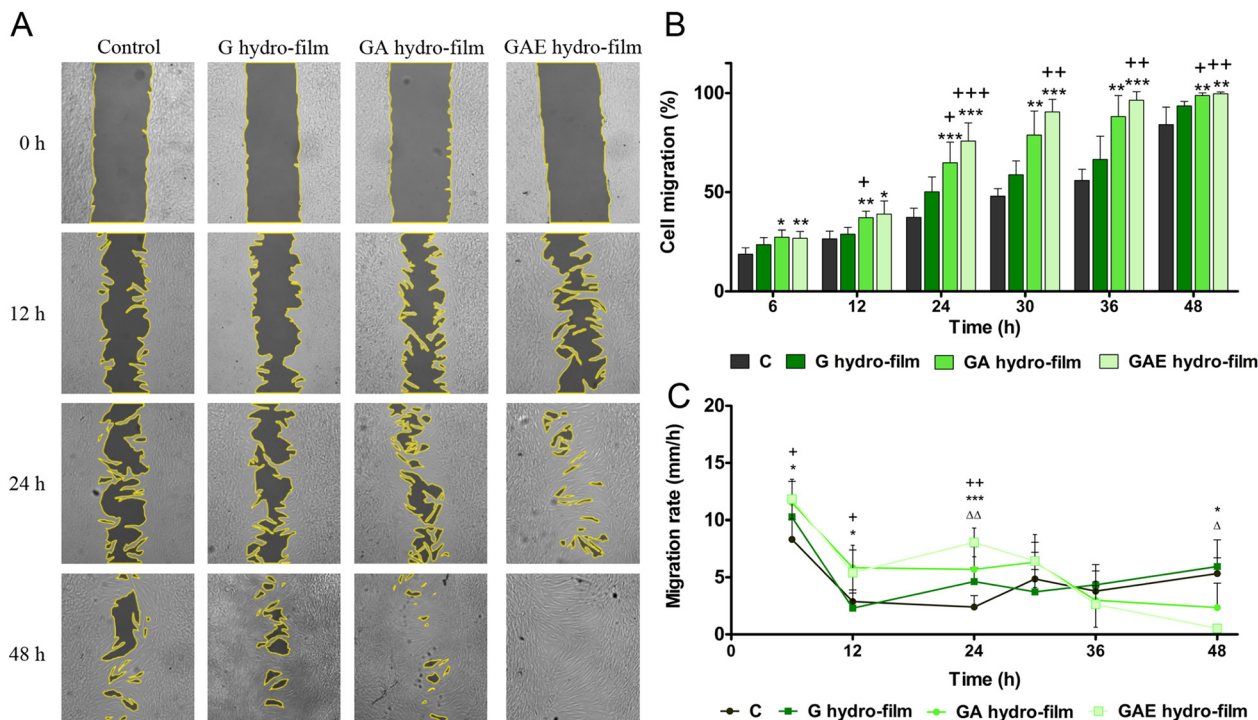 A
Control
G hydro-film
GA hydro-film
GAE hydro-film
0 h
12 h
24 h
48 h
B
Cell migration (%)
100
50
0
+ ++
++
++
** **
+++
** ***
+
** ***
***
*** 
+
** *
* **
6
12
24
30
36
48
Time (h)
C
G hydro-film
GA hydro-film
GAE hydro-film
C
Migration rate (mm/h)
20
15
10
5
0
+
*
+
*
++
***
ΔΔ
*
Δ
0
12
24
36
48
Time (h)
C
G hydro-film
GA hydro-film
GAE hydro-film